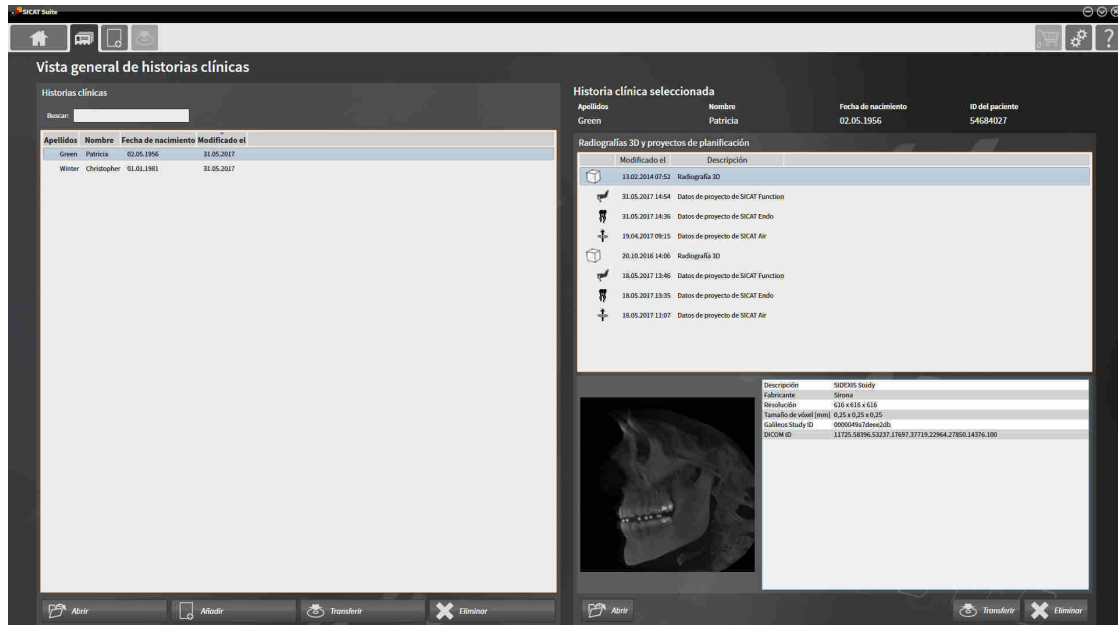 SICAT Suite
Vista general de historias clínicas
Historias clínicas
Buscar:
Apellidos Nombre Fecha de nacimiento Modificado el
Green Patricia 02.05.1956 31.05.2017
Winter Christopher 01.01.1981 31.05.2017
Abrir Añadir Transferir Eliminar
Historia clínica seleccionada
Apellidos Nombre Fecha de nacimiento ID del paciente
Green Patricia 02.05.1956 54684027
Radiografías 3D y proyectos de planificación
Modificado el Descripción
13.02.2014 07:52 Radiografía 3D
31.05.2017 14:54 Datos de proyecto de SICAT Function
31.05.2017 14:36 Datos de proyecto de SICAT Endo
19.04.2017 09:15 Datos de proyecto de SICAT Air
20.10.2016 14:06 Radiografía 3D
18.05.2017 13:46 Datos de proyecto de SICAT Function
18.05.2017 13:35 Datos de proyecto de SICAT Endo
18.05.2017 11:07 Datos de proyecto de SICAT Air
Descripción SIDEXIS Study
Fabricante Sirona
Resolución 616 x 616 x 616
Tamaño de vóxel [mm] 0,25 x 0,25 x 0,25
Galileos Study ID 0000049a7deee2db
DICOM ID 11725.58396.53237.17697.37719.22964.27850.14376.100
Abrir Transferir Eliminar